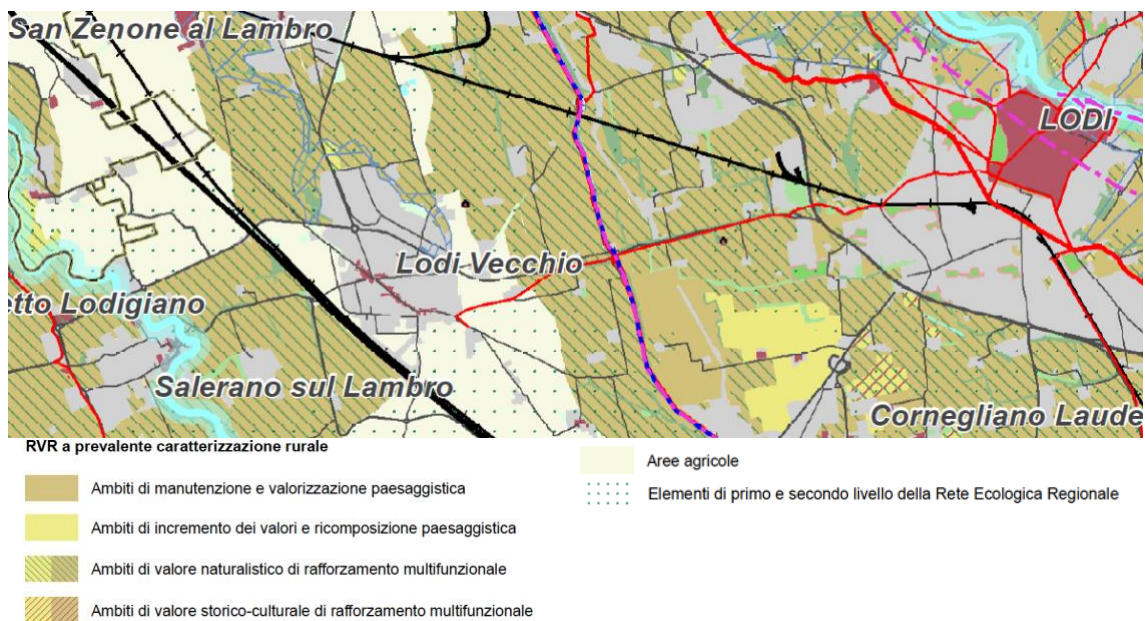 San Zenone al Lambro
LODI
Lodi Vecchio
etto Lodigiano
Salerano sul Lambro
Cornegliano Laude
RVR a prevalente caratterizzazione rurale
Ambiti di manutenzione e valorizzazione paesaggistica
Ambiti di incremento dei valori e ricomposizione paesaggistica
Ambiti di valore naturalistico di rafforzamento multifunzionale
Ambiti di valore storico-culturale di rafforzamento multifunzionale
Aree agricole
Elementi di primo e secondo livello della Rete Ecologica Regionale